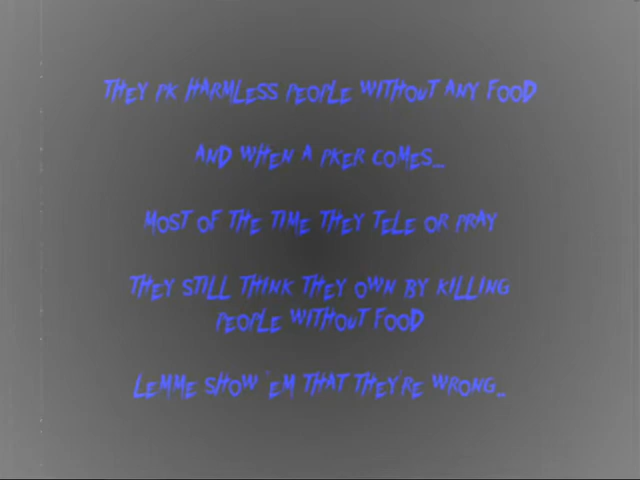 THEY PK HARMLESS PEOPLE WITHOUT ANY FOOD
AND WHEN A PKER COMES...
MOST OF THE TIME THEY TELE OR PRAY
THEY STILL THINK THEY OWN BY KILLING
PEOPLE WITHOUT FOOD
LEMME SHOW 'EM THAT THEY'RE WRONG..